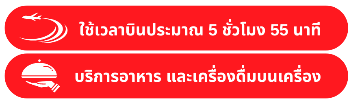 ใช้เวลาบินประมาณ 5 ชั่วโมง 55 นาที
บริการอาหาร และเครื่องดื่มบนเครื่อง